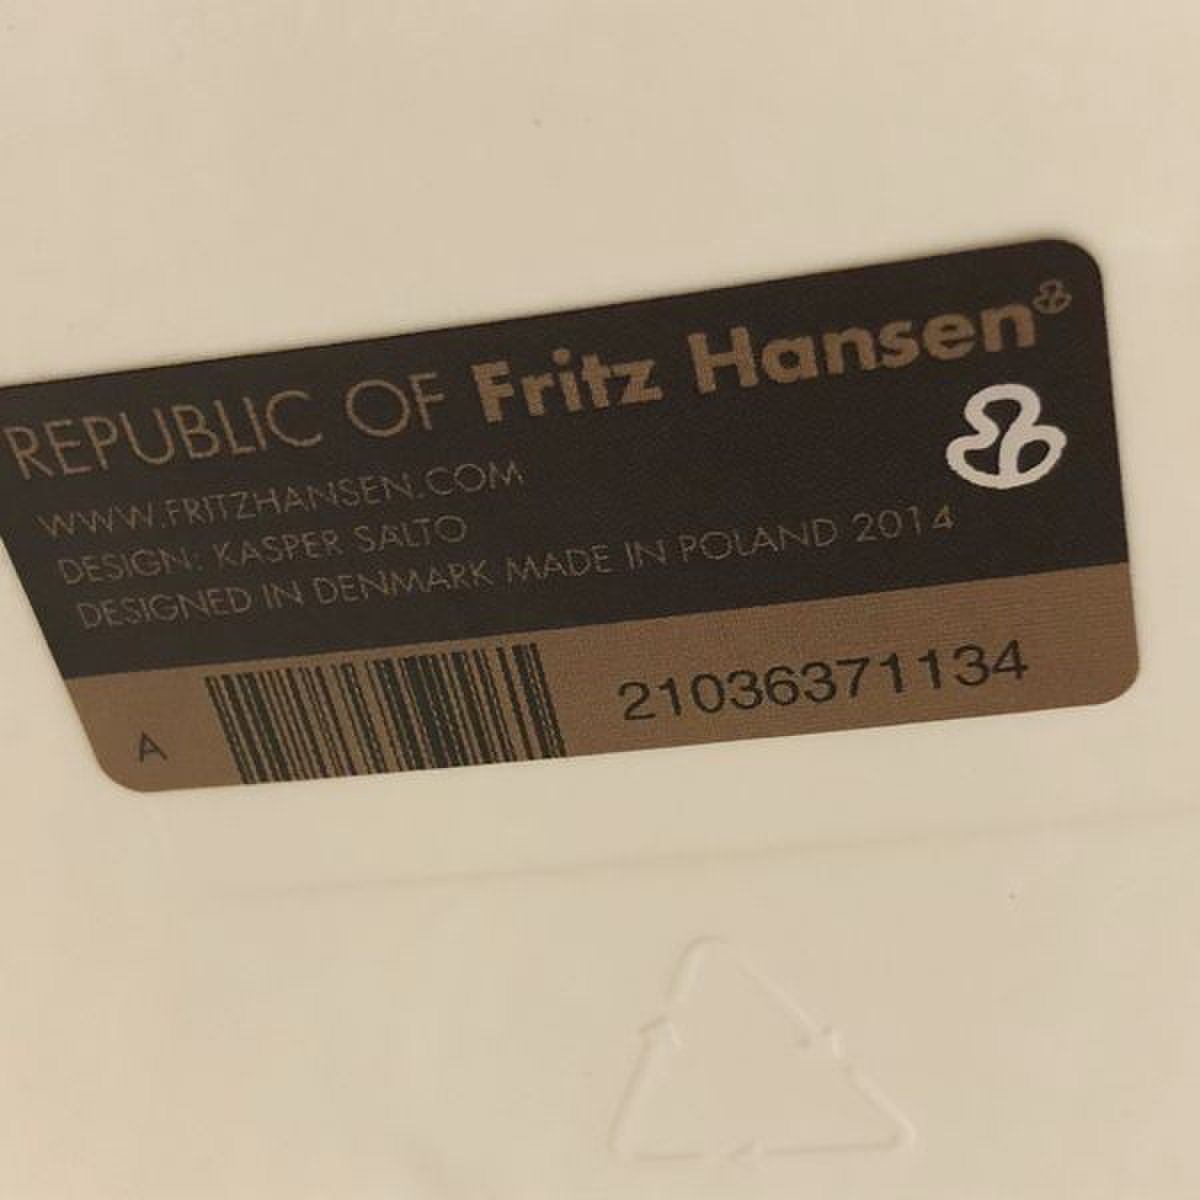 REPUBLIC OF Fritz Hansen
WWW.FRITZHANSEN.COM
DESIGN: KASPER SALTO
DESIGNED IN DENMARK MADE IN POLAND 2014
A 21036371134